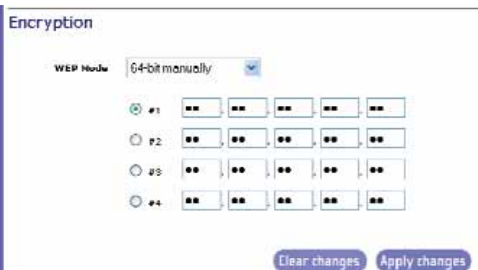 Encryption
WEP Mode 64-bit manually
#1 •• . •• . •• . •• . ••
#2 •• . •• . •• . •• . ••
#3 •• . •• . •• . •• . ••
#4 •• . •• . •• . •• . ••
Clear changes Apply changes